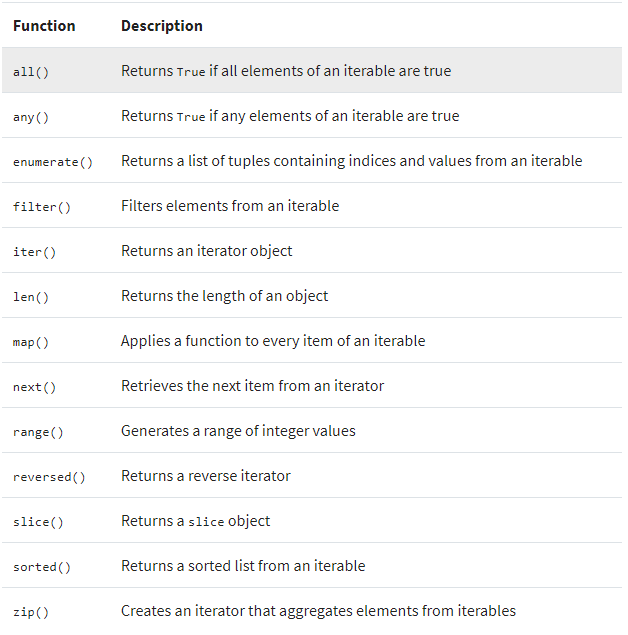 Function Description
all() Returns True if all elements of an iterable are true
any() Returns True if any elements of an iterable are true
enumerate() Returns a list of tuples containing indices and values from an iterable
filter() Filters elements from an iterable
iter() Returns an iterator object
len() Returns the length of an object
map() Applies a function to every item of an iterable
next() Retrieves the next item from an iterator
range() Generates a range of integer values
reversed() Returns a reverse iterator
slice() Returns a slice object
sorted() Returns a sorted list from an iterable
zip() Creates an iterator that aggregates elements from iterables